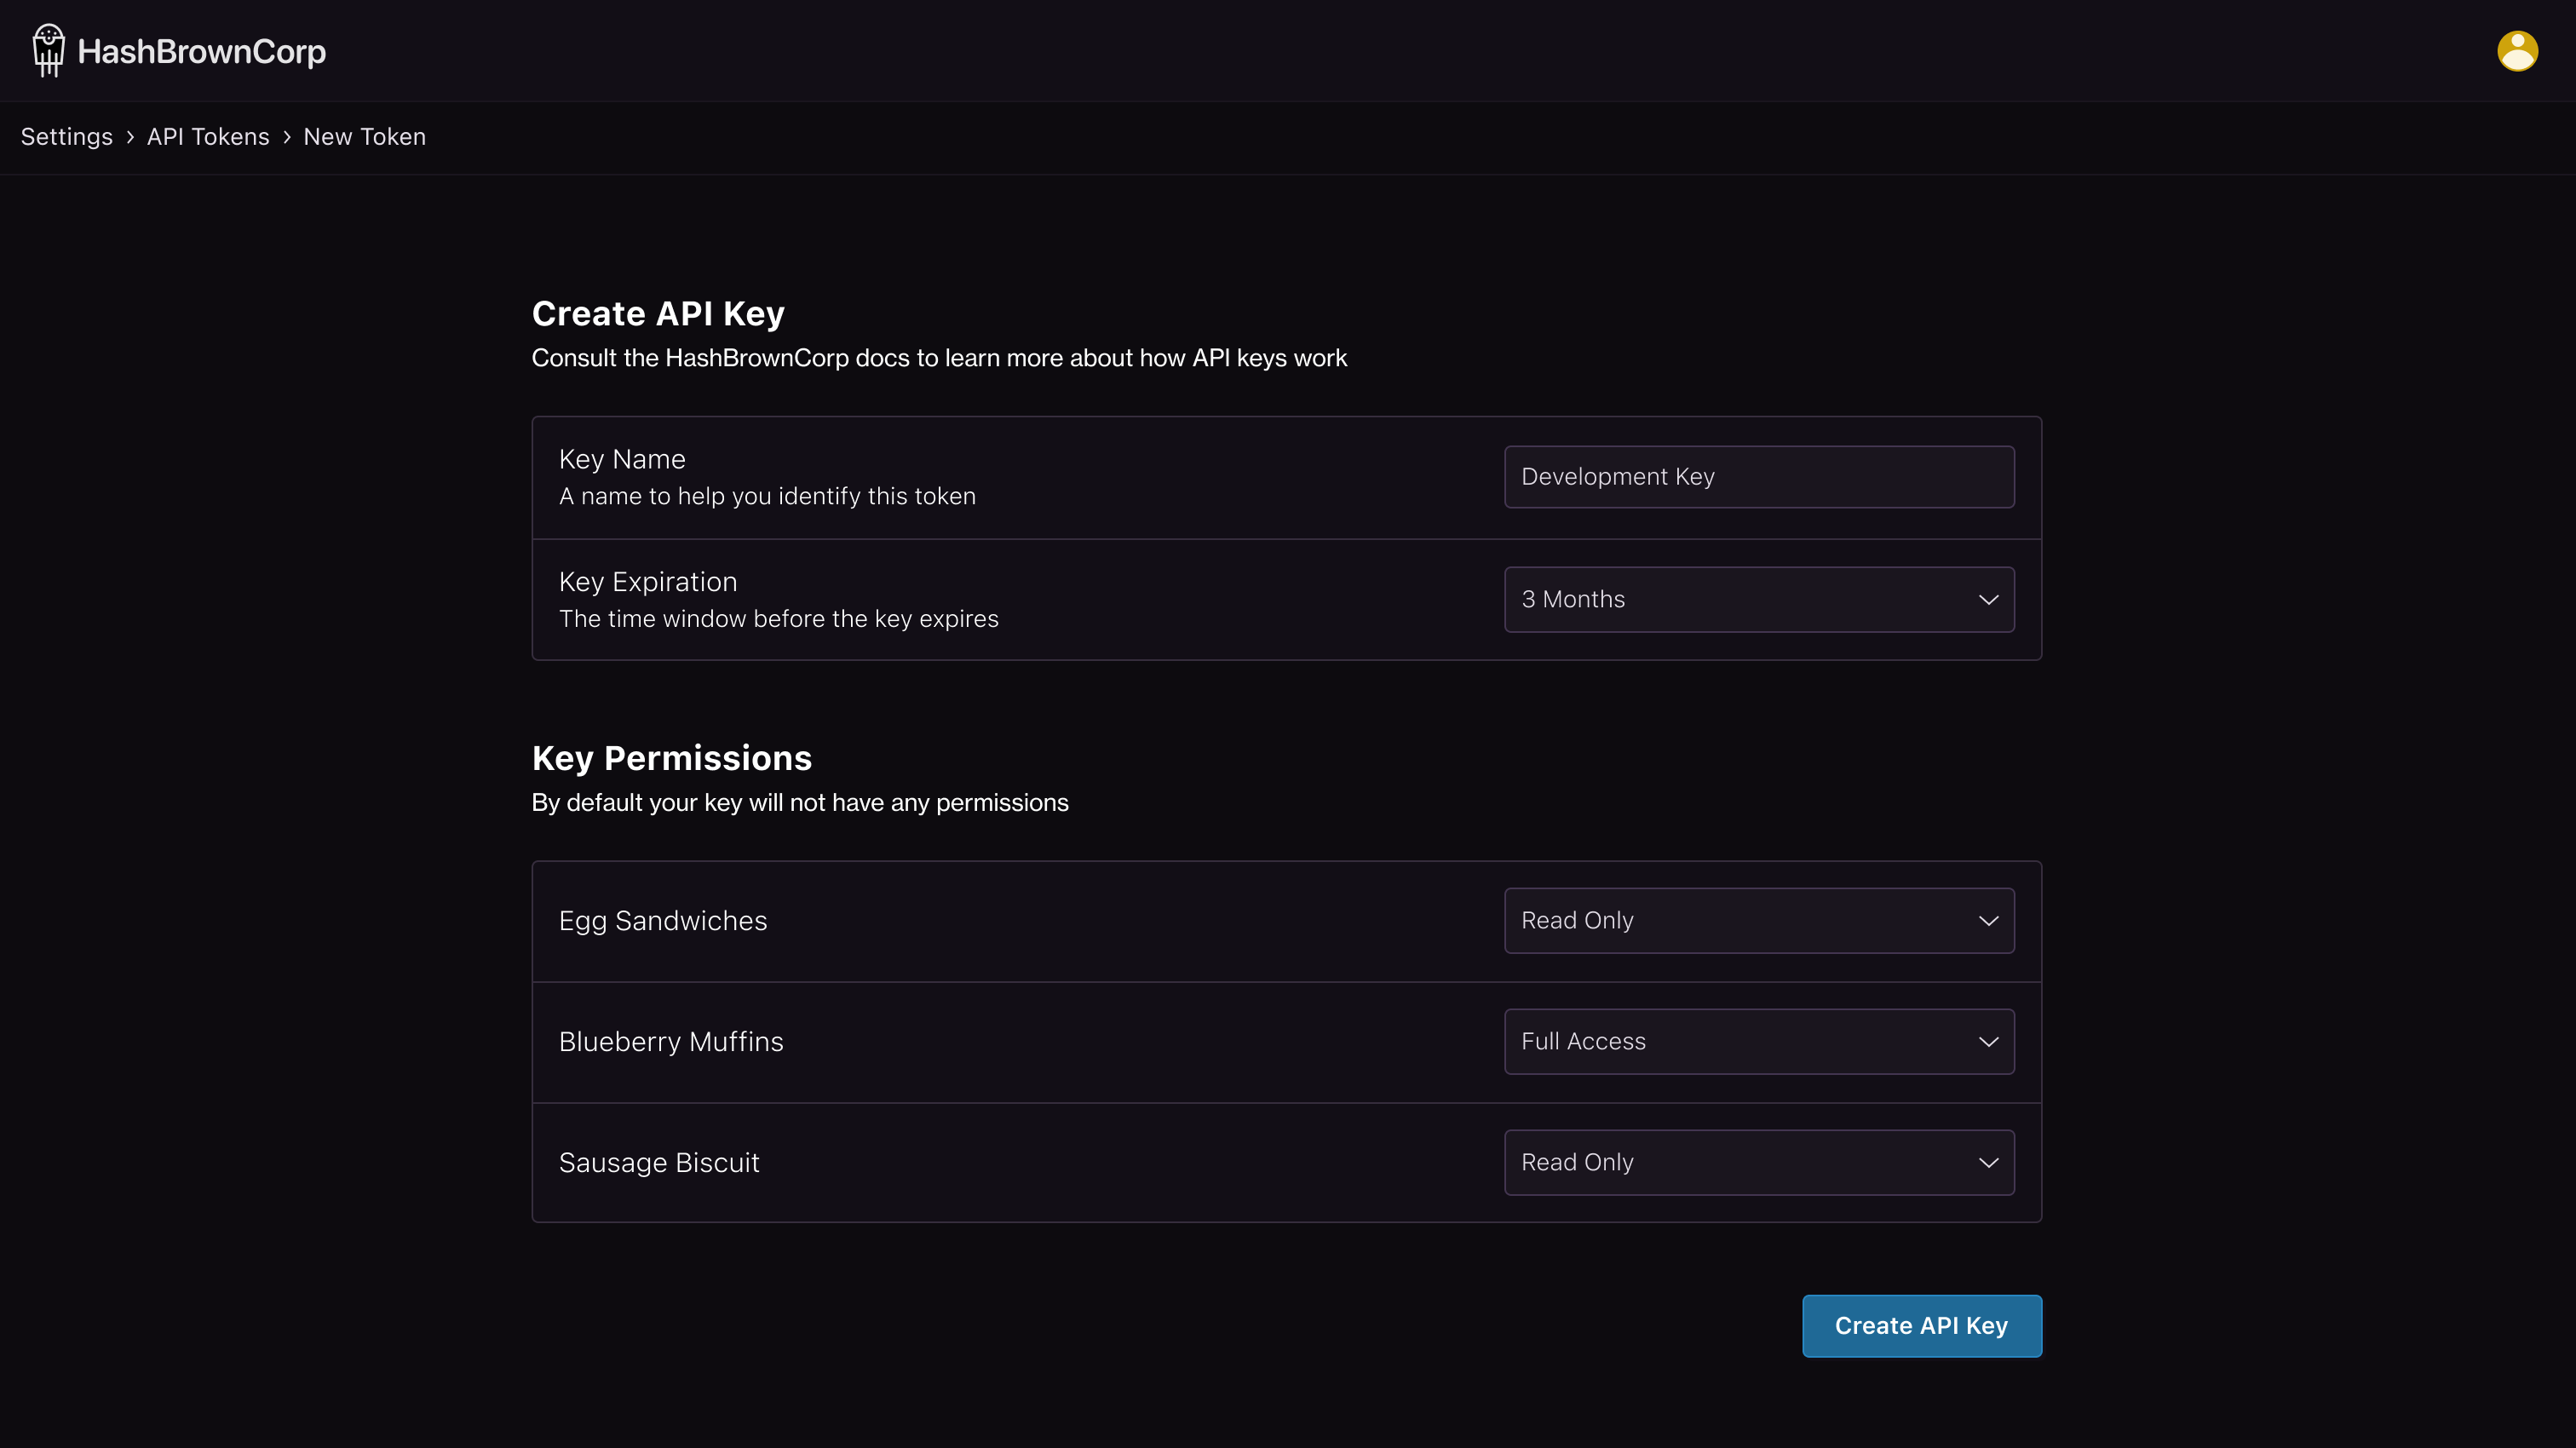 HashBrownCorp
Settings › API Tokens › New Token
Create API Key
Consult the HashBrownCorp docs to learn more about how API keys work
Key Name
A name to help you identify this token
Development Key
Key Expiration
The time window before the key expires
3 Months
Key Permissions
By default your key will not have any permissions
Egg Sandwiches
Read Only
Blueberry Muffins
Full Access
Sausage Biscuit
Read Only
Create API Key